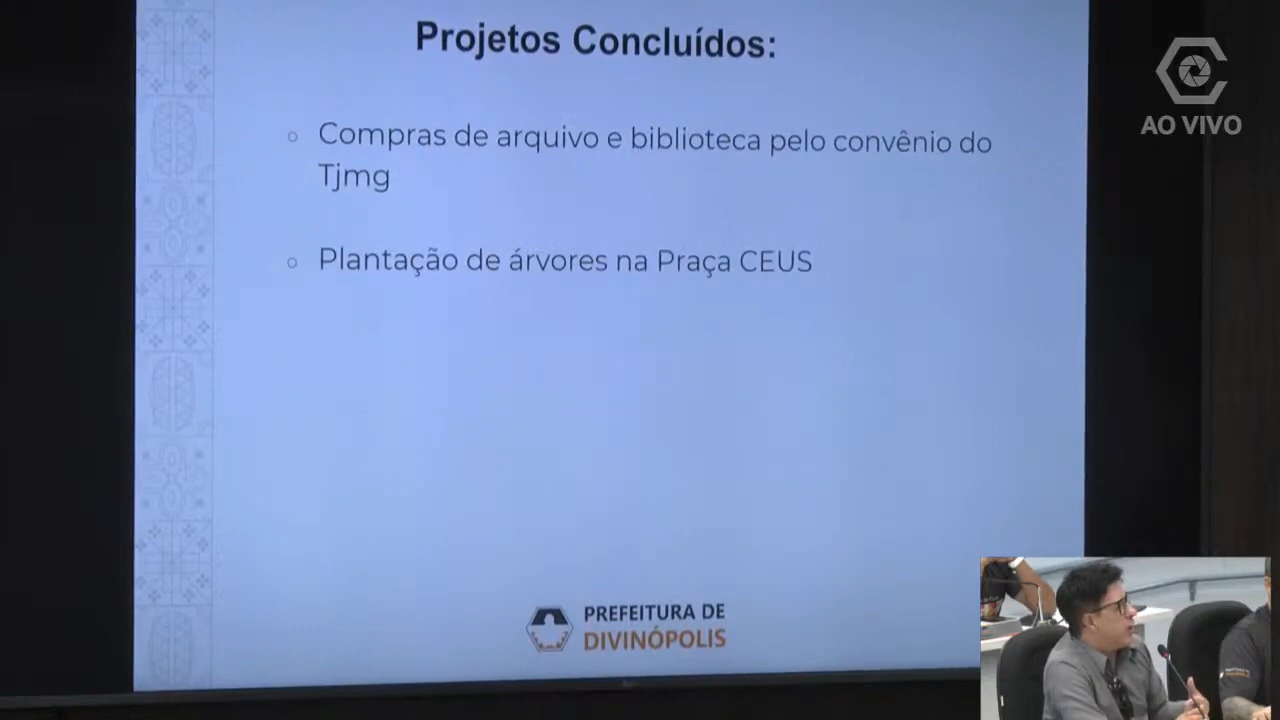 Projetos Concluídos:
AO VIVO
Compras de arquivo e biblioteca pelo convênio do
Tjmg
Plantação de árvores na Praça CEUS
PREFEITURA DE
DIVINÓPOLIS